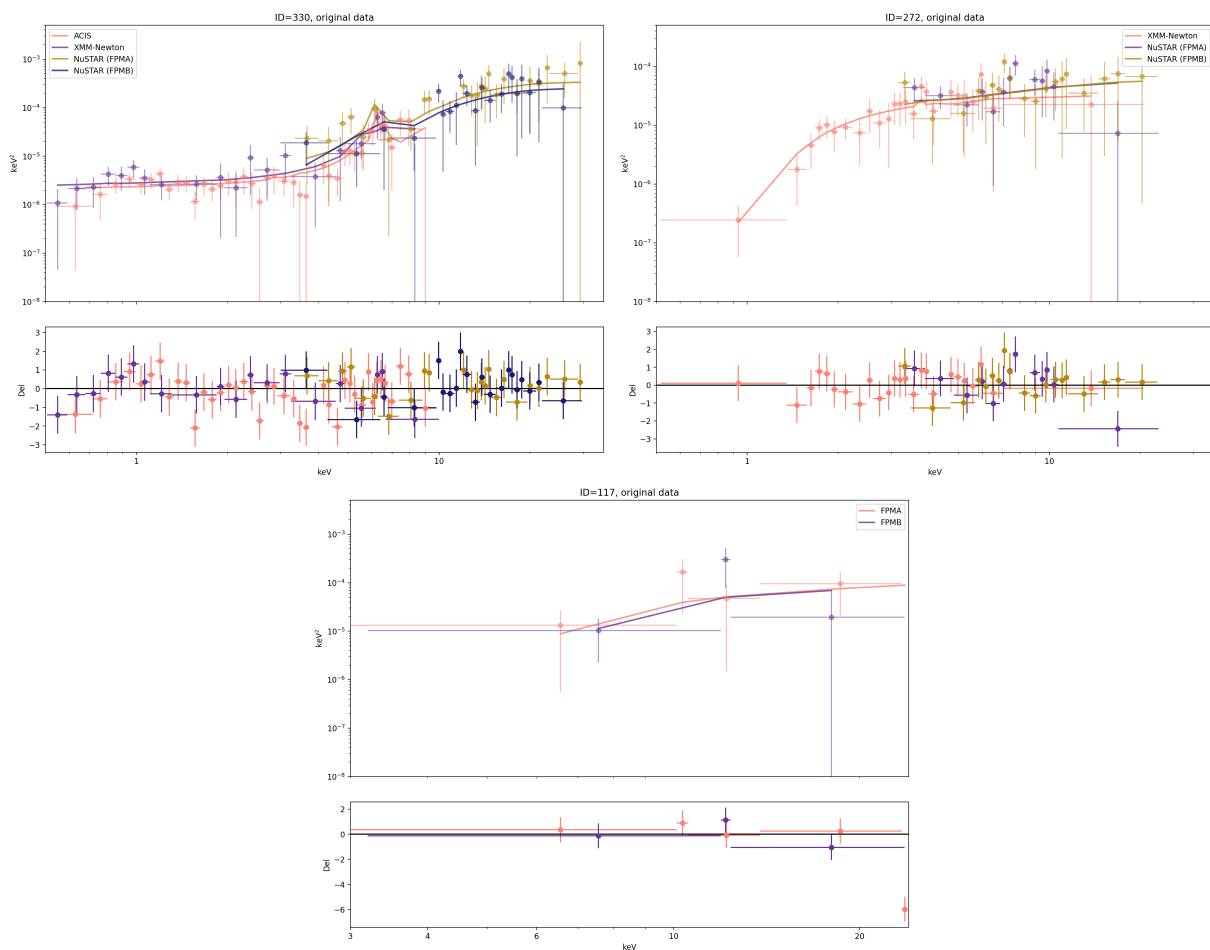 ID=330, original data
ACIS
XMM-Newton
NuSTAR (FPMA)
NuSTAR (FPMB)
10⁻³
10⁻⁴
10⁻⁵
10⁻⁶
10⁻⁷
10⁻⁸
keV²
3
2
1
0
−1
−2
−3
Del
1
10
keV
ID=272, original data
XMM-Newton
NuSTAR (FPMA)
NuSTAR (FPMB)
10⁻³
10⁻⁴
10⁻⁵
10⁻⁶
10⁻⁷
10⁻⁸
keV²
3
2
1
0
−1
−2
−3
Del
1
10
keV
ID=117, original data
FPMA
FPMB
10⁻³
10⁻⁴
10⁻⁵
10⁻⁶
10⁻⁷
10⁻⁸
keV²
2
0
−2
−4
−6
Del
3
4
6
10
20
keV